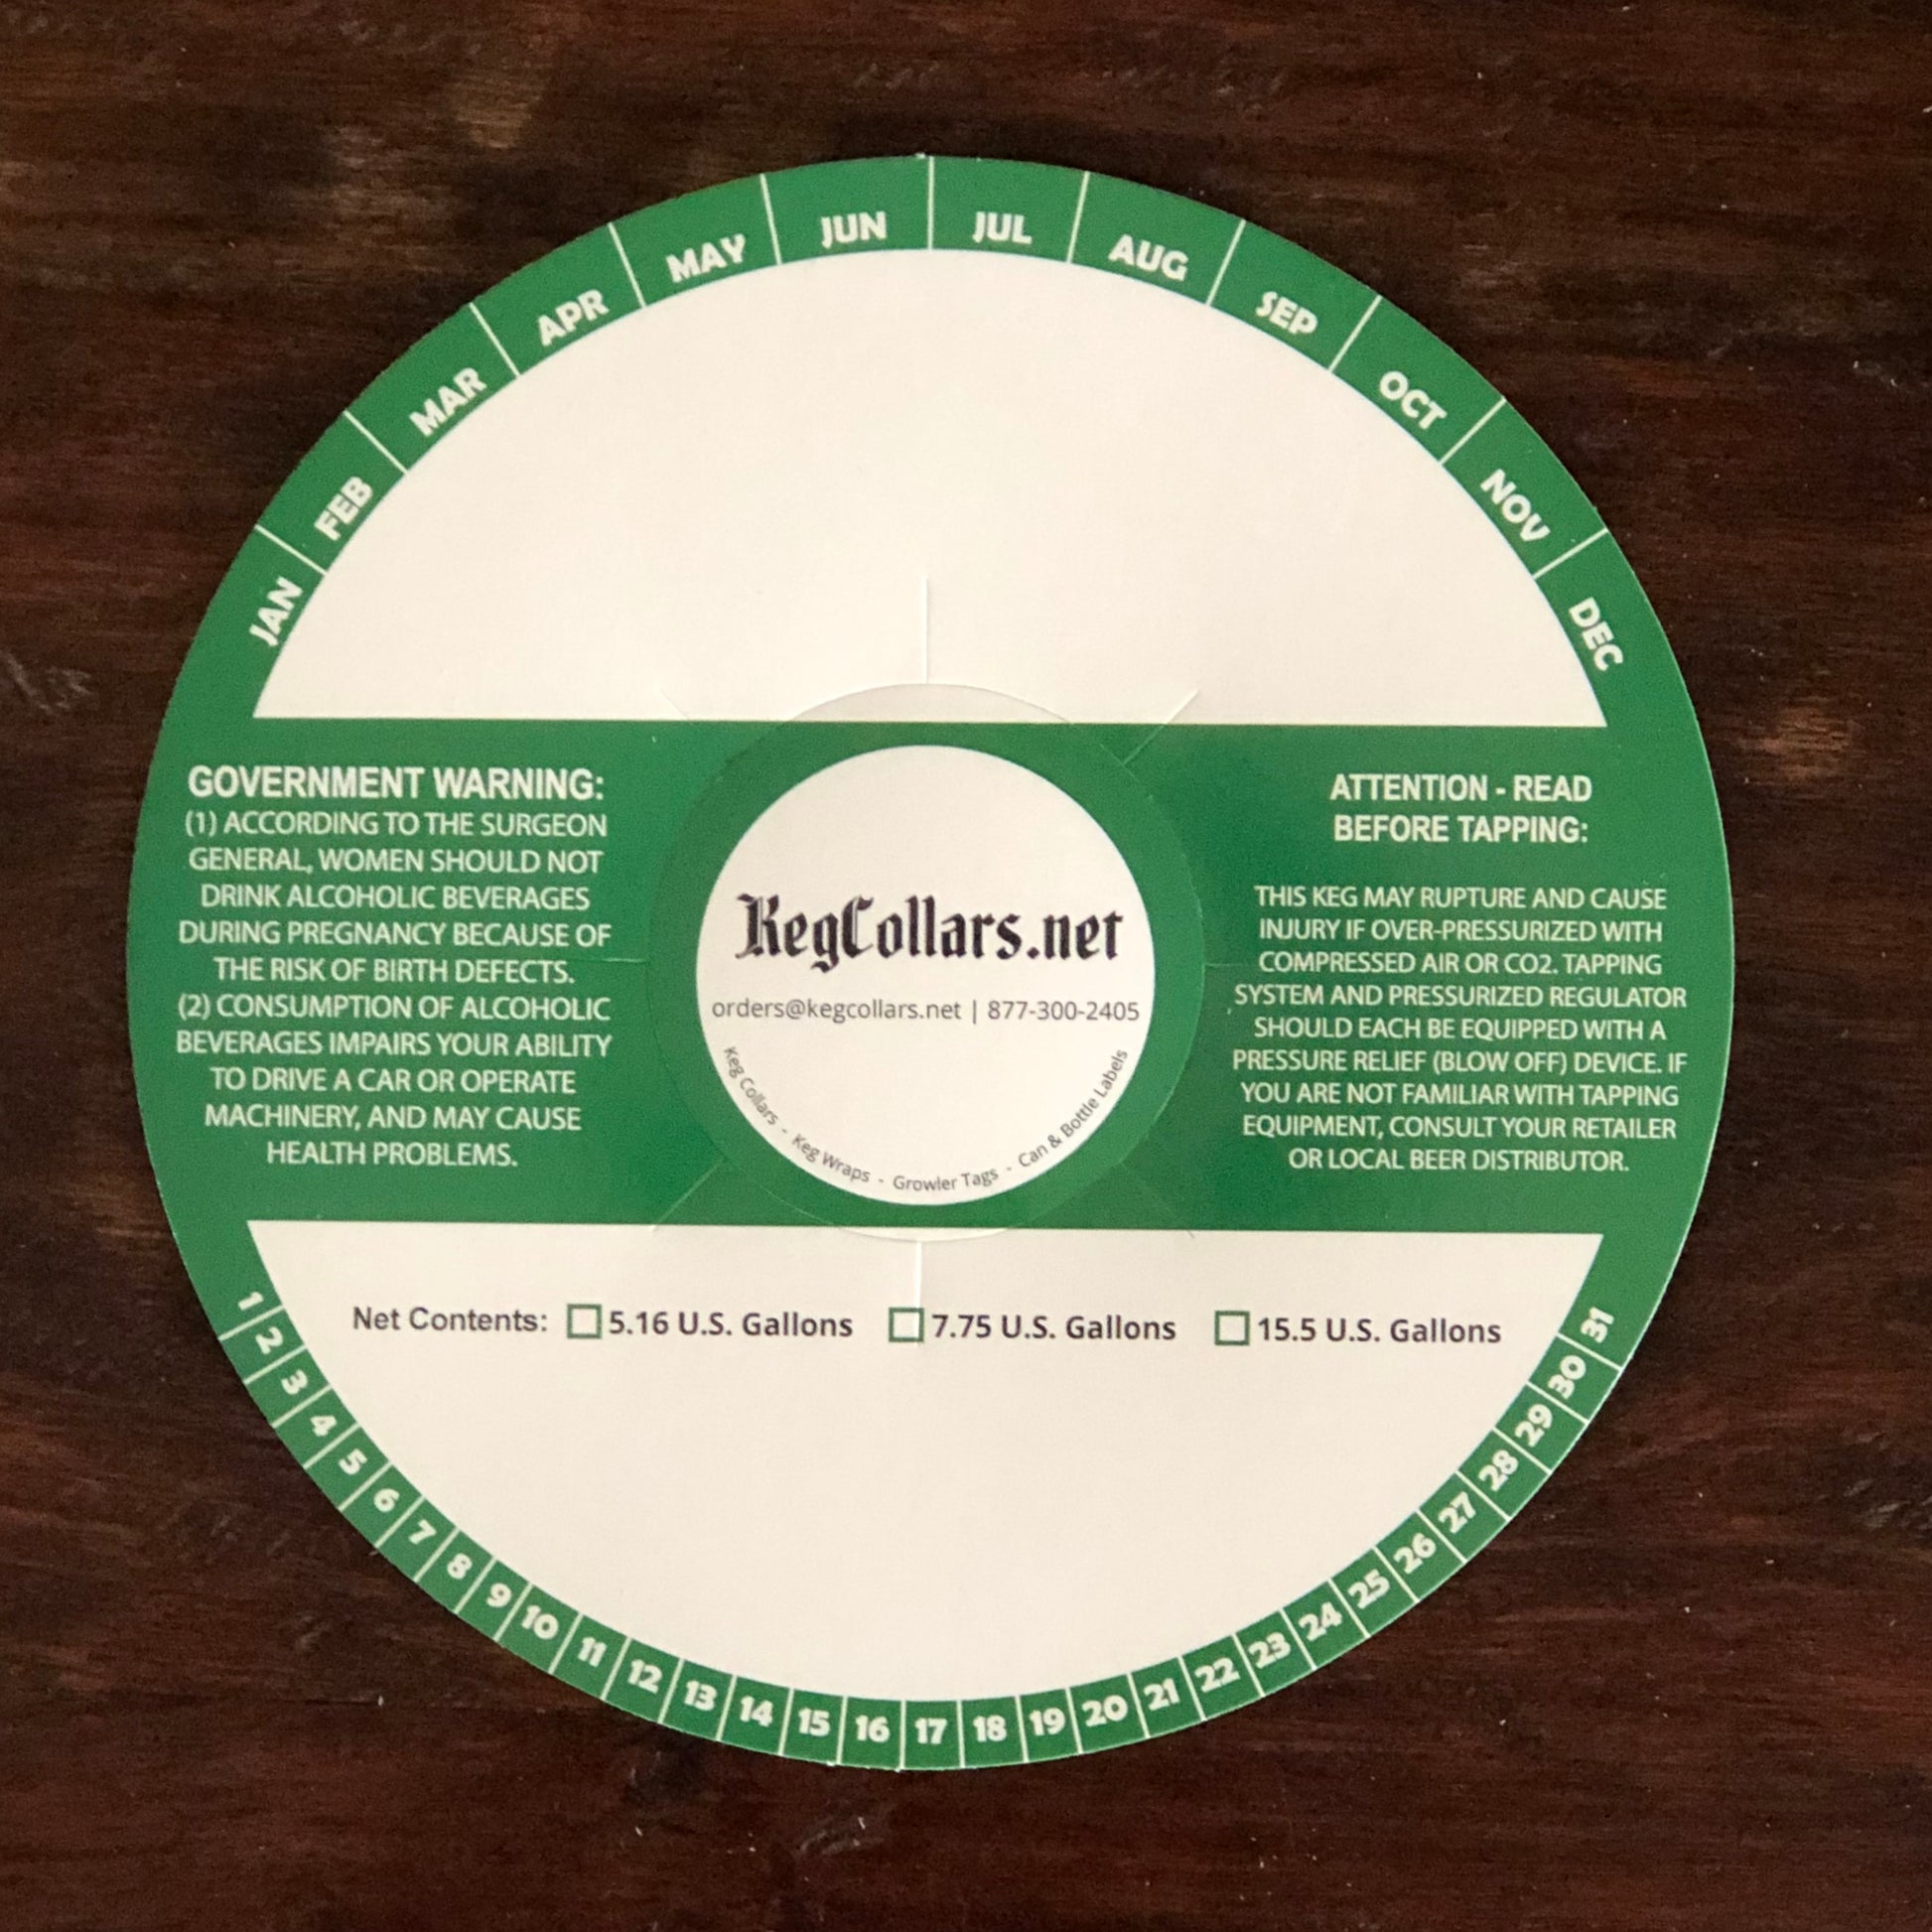 JAN
FEB
MAR
APR
MAY
JUN
JUL
AUG
SEP
OCT
NOV
DEC
GOVERNMENT WARNING:
(1) ACCORDING TO THE SURGEON
GENERAL, WOMEN SHOULD NOT
DRINK ALCOHOLIC BEVERAGES
DURING PREGNANCY BECAUSE OF
THE RISK OF BIRTH DEFECTS.
(2) CONSUMPTION OF ALCOHOLIC
BEVERAGES IMPAIRS YOUR ABILITY
TO DRIVE A CAR OR OPERATE
MACHINERY, AND MAY CAUSE
HEALTH PROBLEMS.
KegCollars.net
orders@kegcollars.net | 877-300-2405
Keg Collars - Keg Wraps - Growler Tags - Can & Bottle Labels
ATTENTION - READ
BEFORE TAPPING:
THIS KEG MAY RUPTURE AND CAUSE
INJURY IF OVER-PRESSURIZED WITH
COMPRESSED AIR OR CO2. TAPPING
SYSTEM AND PRESSURIZED REGULATOR
SHOULD EACH BE EQUIPPED WITH A
PRESSURE RELIEF (BLOW OFF) DEVICE. IF
YOU ARE NOT FAMILIAR WITH TAPPING
EQUIPMENT, CONSULT YOUR RETAILER
OR LOCAL BEER DISTRIBUTOR.
Net Contents: 5.16 U.S. Gallons 7.75 U.S. Gallons 15.5 U.S. Gallons
1
2
3
4
5
6
7
8
9
10
11
12
13
14
15
16
17
18
19
20
21
22
23
24
25
26
27
28
29
30
31